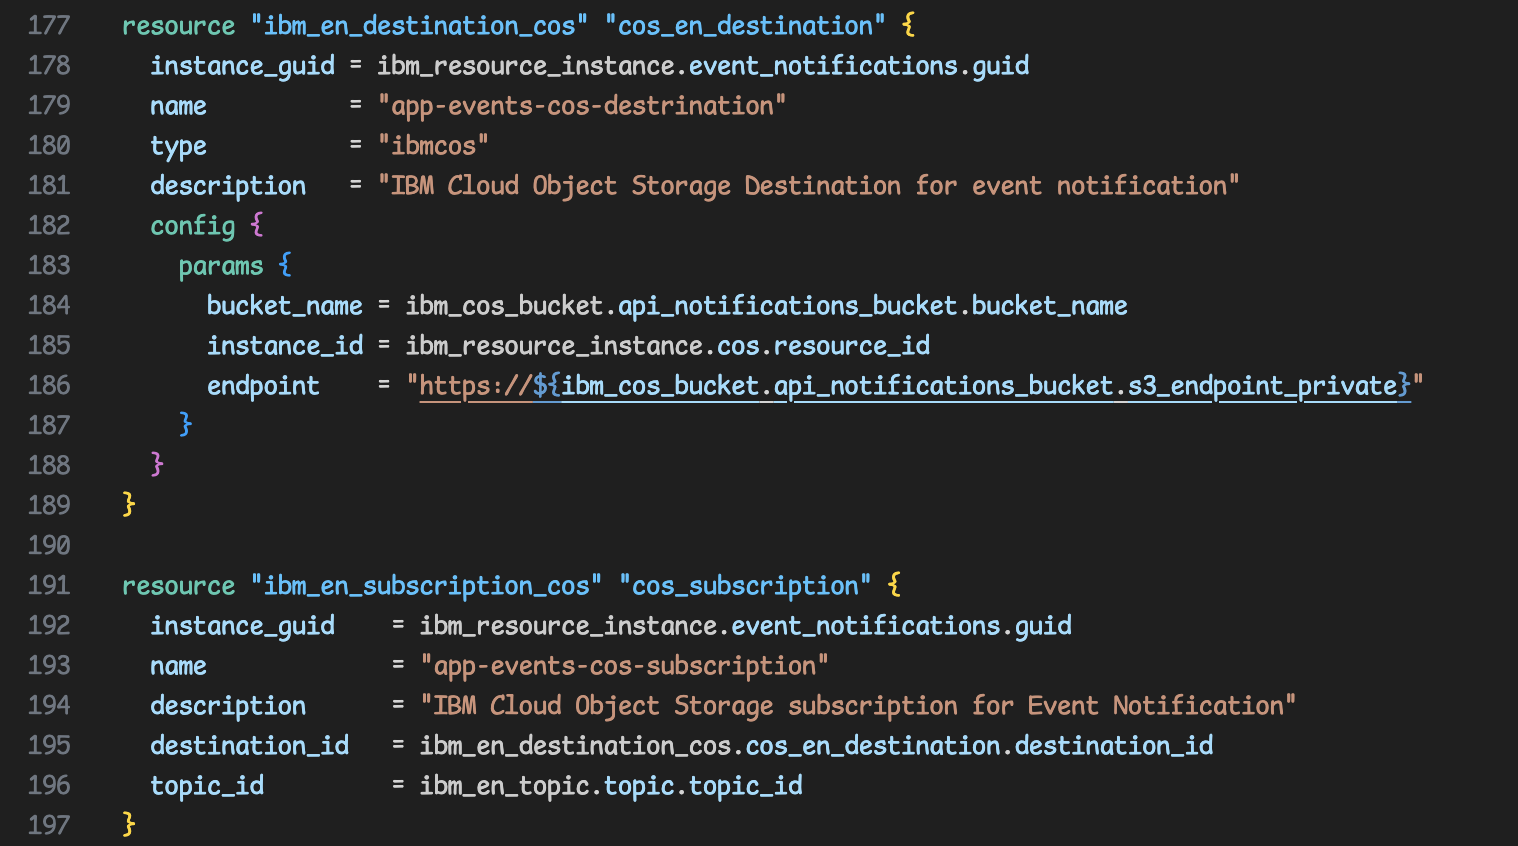 177 resource "ibm_en_destination_cos" "cos_en_destination" {
178   instance_guid = ibm_resource_instance.event_notifications.guid
179   name          = "app-events-cos-destrination"
180   type          = "ibmcos"
181   description   = "IBM Cloud Object Storage Destination for event notification"
182   config {
183     params {
184       bucket_name = ibm_cos_bucket.api_notifications_bucket.bucket_name
185       instance_id = ibm_resource_instance.cos.resource_id
186       endpoint    = "https://${ibm_cos_bucket.api_notifications_bucket.s3_endpoint_private}"
187     }
188   }
189 }
190
191 resource "ibm_en_subscription_cos" "cos_subscription" {
192   instance_guid    = ibm_resource_instance.event_notifications.guid
193   name             = "app-events-cos-subscription"
194   description      = "IBM Cloud Object Storage subscription for Event Notification"
195   destination_id   = ibm_en_destination_cos.cos_en_destination.destination_id
196   topic_id         = ibm_en_topic.topic.topic_id
197 }